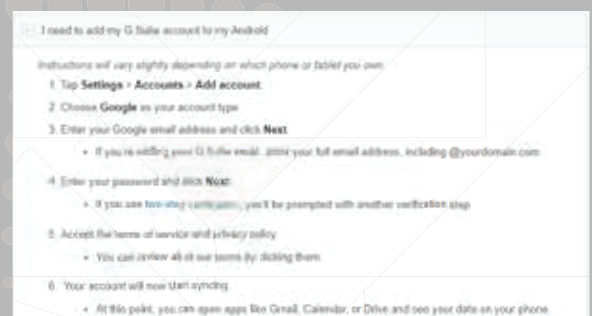 I need to add my G Suite account to my Android
Instructions will vary slightly depending on which phone or tablet you own.
1. Tap Settings > Accounts > Add account.
2. Choose Google as your account type
3. Enter your Google email address and click Next.
• If you're adding your G Suite email, enter your full email address, including @yourdomain.com
4. Enter your password and click Next.
• If you use two-step verification, you'll be prompted with another verification step
5. Accept the terms of service and privacy policy
• You can review all of our terms by clicking them.
6. Your account will now start syncing.
• At this point, you can open apps like Gmail, Calendar, or Drive and see your data on your phone.